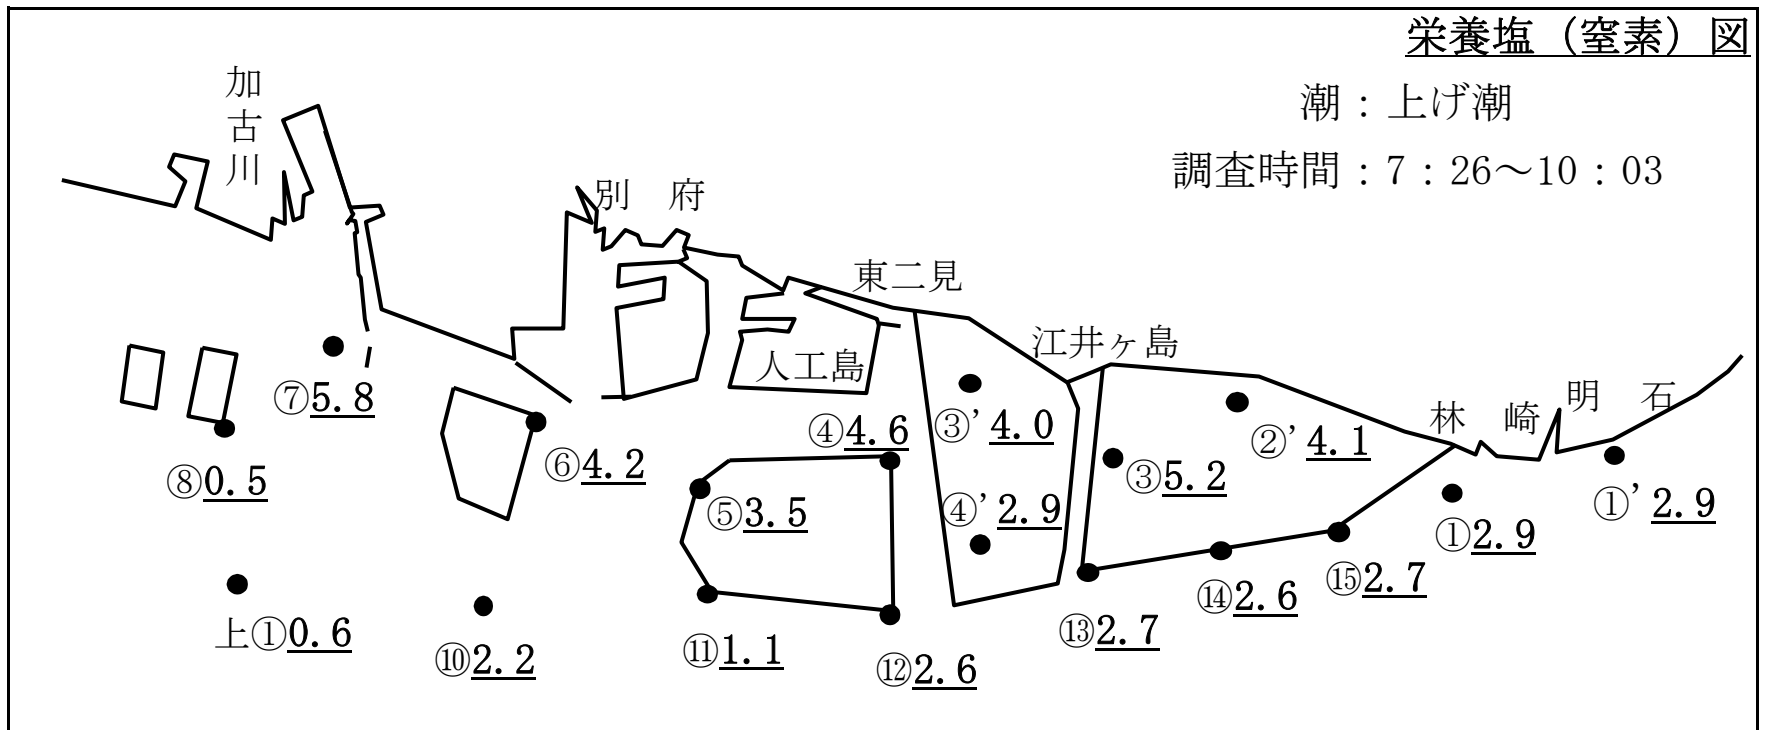 栄養塩（窒素）図
潮：上げ潮
調査時間：7：26～10：03
加古川
別　府
東二見
人工島
江井ヶ島
林　崎
明　石
⑦5.8
⑧0.5
⑥4.2
④4.6
③’4.0
②’4.1
③5.2
⑤3.5
④’2.9
①2.9
①’2.9
⑮2.7
⑭2.6
⑬2.7
上①0.6
⑩2.2
⑪1.1
⑫2.6